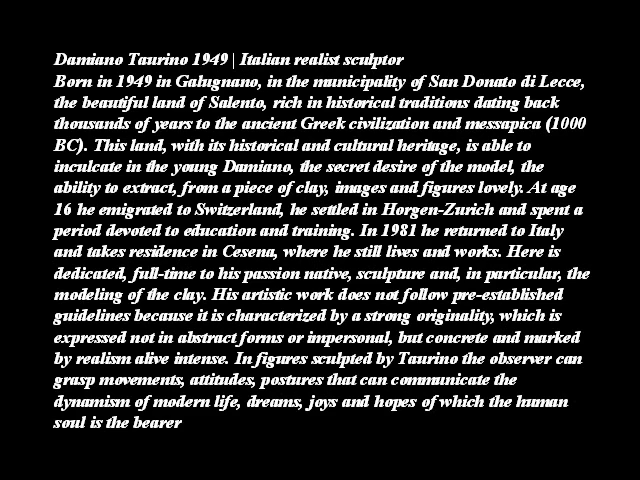 Damiano Taurino 1949 | Italian realist sculptor
Born in 1949 in Galugnano, in the municipality of San Donato di Lecce,
the beautiful land of Salento, rich in historical traditions dating back
thousands of years to the ancient Greek civilization and messapica (1000
BC). This land, with its historical and cultural heritage, is able to
inculcate in the young Damiano, the secret desire of the model, the
ability to extract, from a piece of clay, images and figures lovely. At age
16 he emigrated to Switzerland, he settled in Horgen-Zurich and spent a
period devoted to education and training. In 1981 he returned to Italy
and takes residence in Cesena, where he still lives and works. Here is
dedicated, full-time to his passion native, sculpture and, in particular, the
modeling of the clay. His artistic work does not follow pre-established
guidelines because it is characterized by a strong originality, which is
expressed not in abstract forms or impersonal, but concrete and marked
by realism alive intense. In figures sculpted by Taurino the observer can
grasp movements, attitudes, postures that can communicate the
dynamism of modern life, dreams, joys and hopes of which the human
soul is the bearer